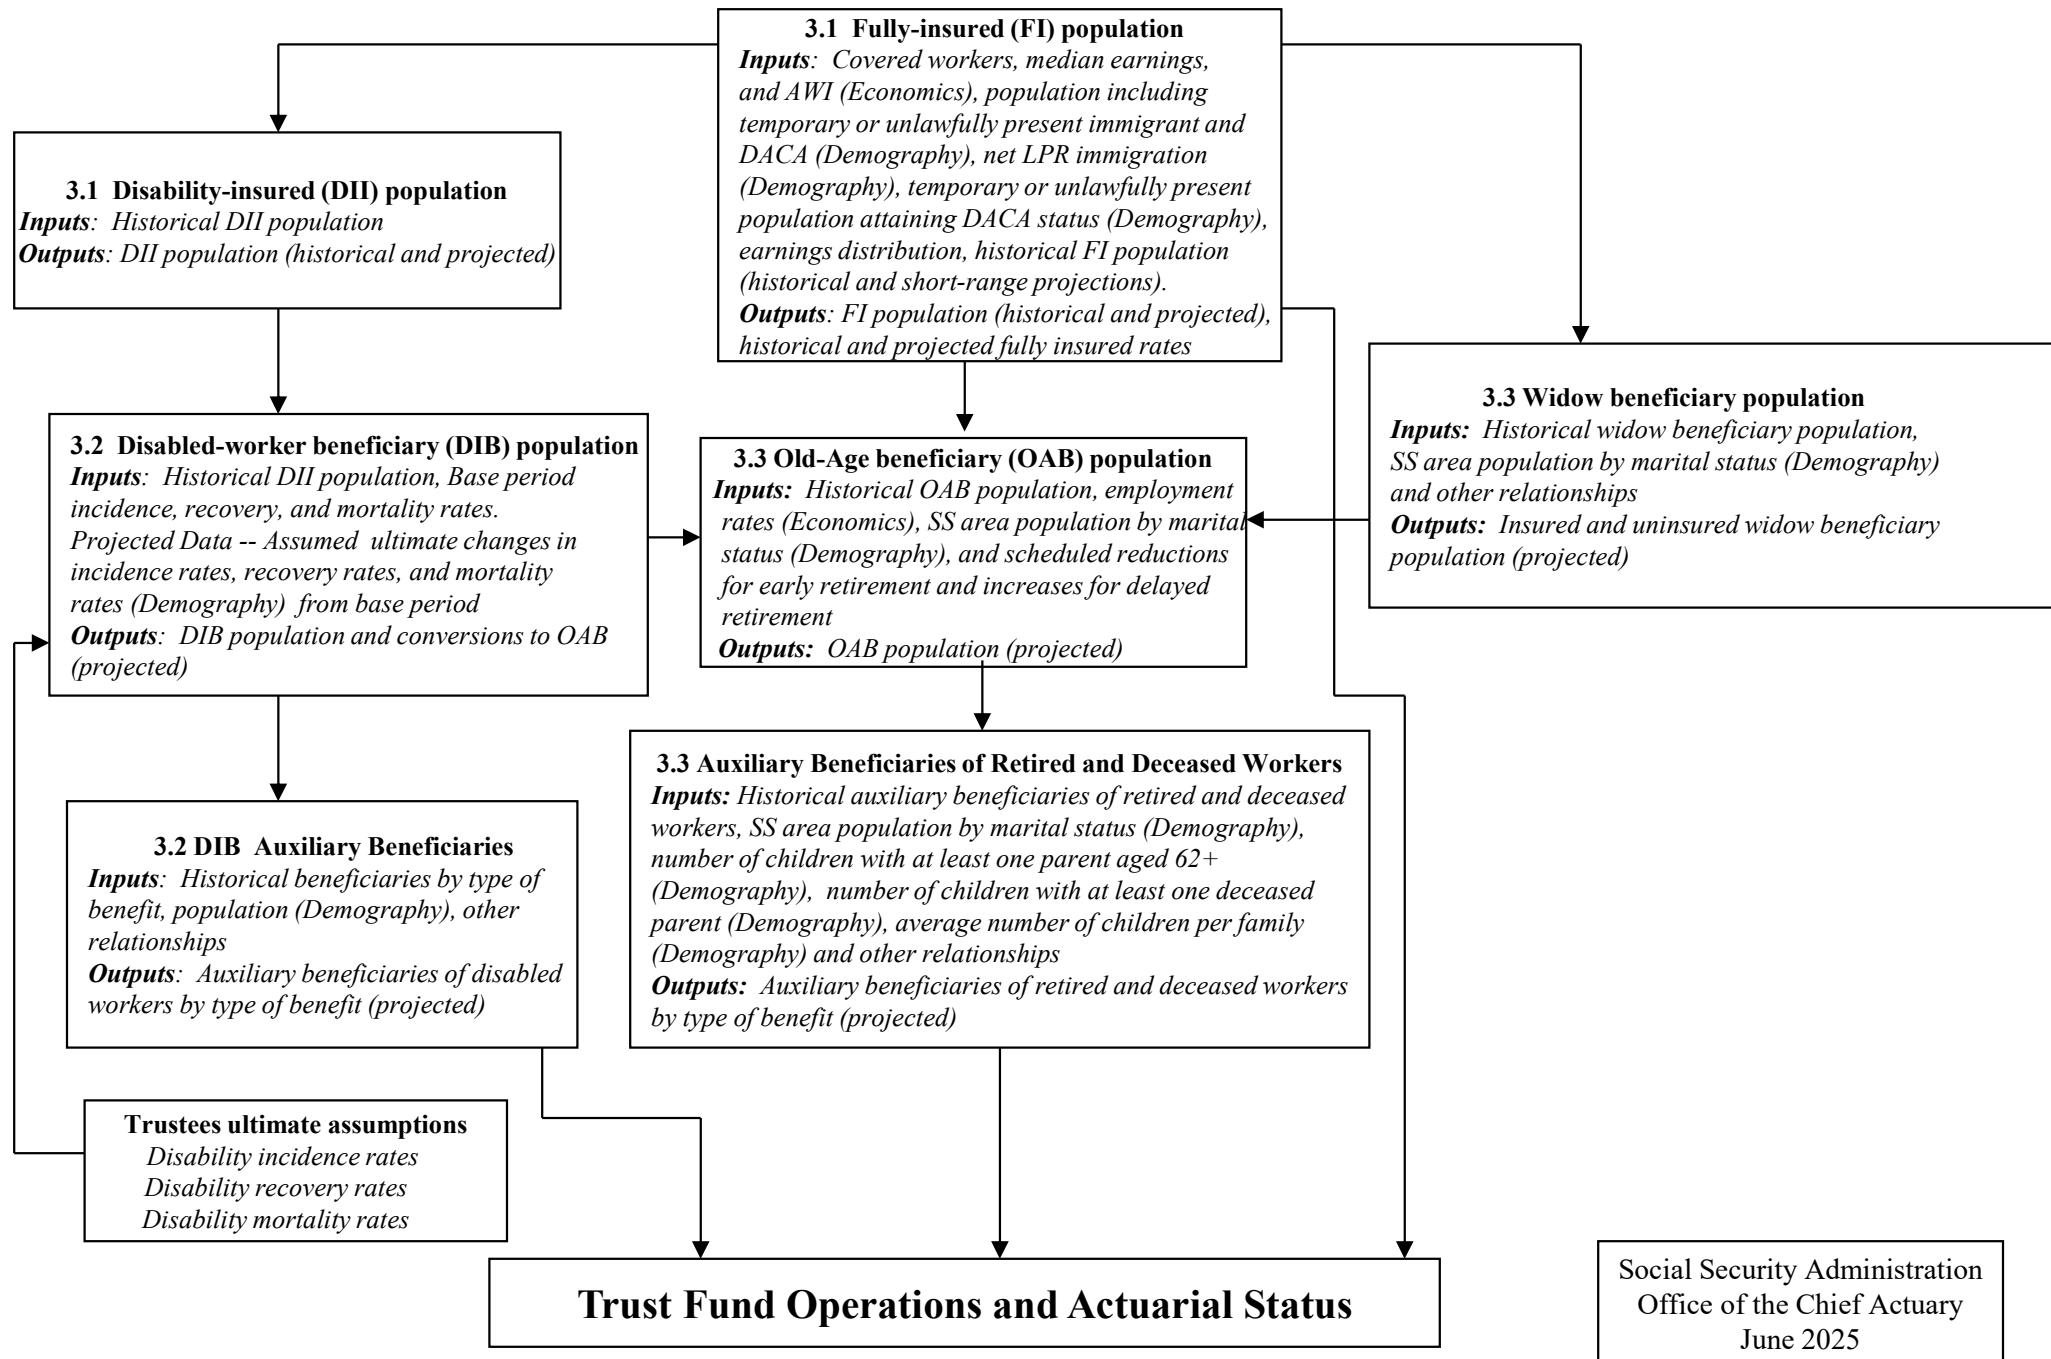 3.1 Fully-insured (FI) population
Inputs: Covered workers, median earnings,
and AWI (Economics), population including
temporary or unlawfully present immigrant and
DACA (Demography), net LPR immigration
(Demography), temporary or unlawfully present
population attaining DACA status (Demography),
earnings distribution, historical FI population
(historical and short-range projections).
Outputs: FI population (historical and projected),
historical and projected fully insured rates
3.1 Disability-insured (DII) population
Inputs: Historical DII population
Outputs: DII population (historical and projected)
3.3 Widow beneficiary population
Inputs: Historical widow beneficiary population,
SS area population by marital status (Demography)
and other relationships
Outputs: Insured and uninsured widow beneficiary
population (projected)
3.2 Disabled-worker beneficiary (DIB) population
Inputs: Historical DII population, Base period
incidence, recovery, and mortality rates.
Projected Data -- Assumed ultimate changes in
incidence rates, recovery rates, and mortality
rates (Demography) from base period
Outputs: DIB population and conversions to OAB
(projected)
3.3 Old-Age beneficiary (OAB) population
Inputs: Historical OAB population, employment
rates (Economics), SS area population by marital
status (Demography), and scheduled reductions
for early retirement and increases for delayed
retirement
Outputs: OAB population (projected)
3.3 Auxiliary Beneficiaries of Retired and Deceased Workers
Inputs: Historical auxiliary beneficiaries of retired and deceased
workers, SS area population by marital status (Demography),
number of children with at least one parent aged 62+
(Demography), number of children with at least one deceased
parent (Demography), average number of children per family
(Demography) and other relationships
Outputs: Auxiliary beneficiaries of retired and deceased workers
by type of benefit (projected)
3.2 DIB Auxiliary Beneficiaries
Inputs: Historical beneficiaries by type of
benefit, population (Demography), other
relationships
Outputs: Auxiliary beneficiaries of disabled
workers by type of benefit (projected)
Trustees ultimate assumptions
Disability incidence rates
Disability recovery rates
Disability mortality rates
Trust Fund Operations and Actuarial Status
Social Security Administration
Office of the Chief Actuary
June 2025